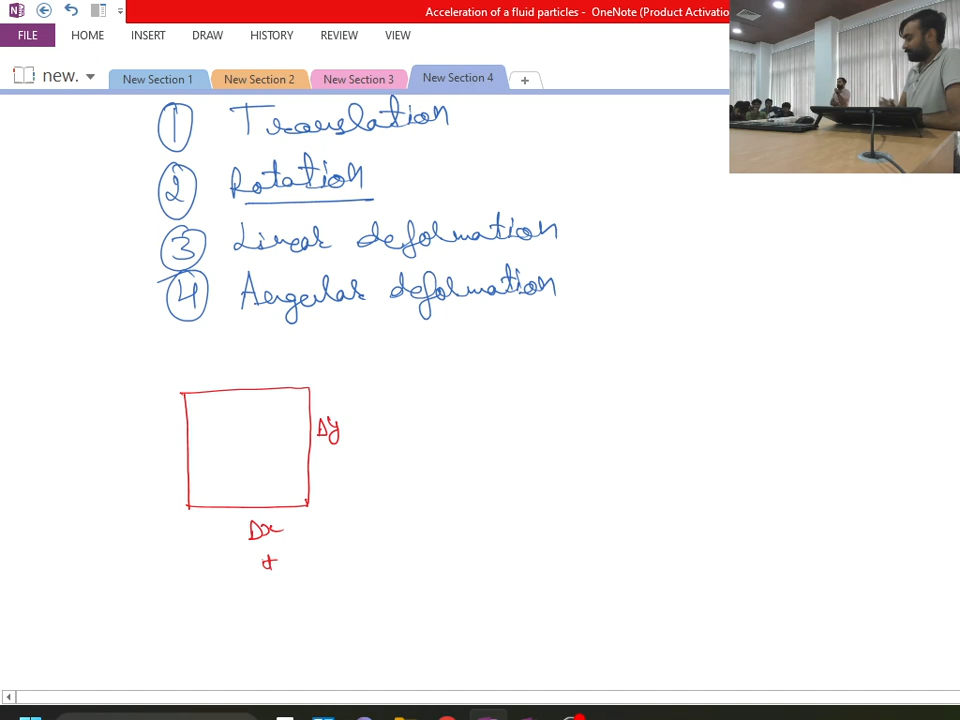 Acceleration of a fluid particles - OneNote (Product Activatio
FILE HOME INSERT DRAW HISTORY REVIEW VIEW
new. New Section 1 New Section 2 New Section 3 New Section 4 +
1 Translation
2 Rotation
3 Linear deformation
4 Angular deformation
Δy
Δx
t